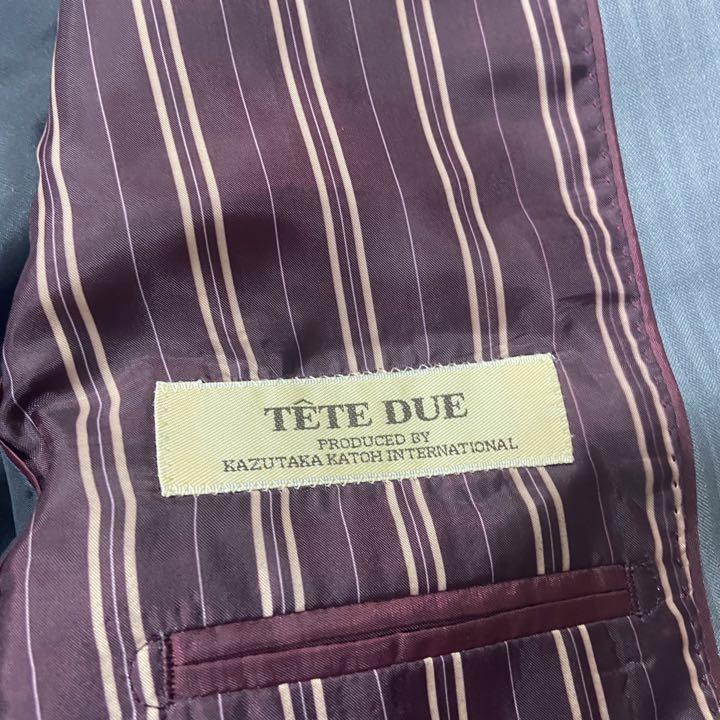 TÊTE DUE
PRODUCED BY
KAZUTAKA KATOH INTERNATIONAL